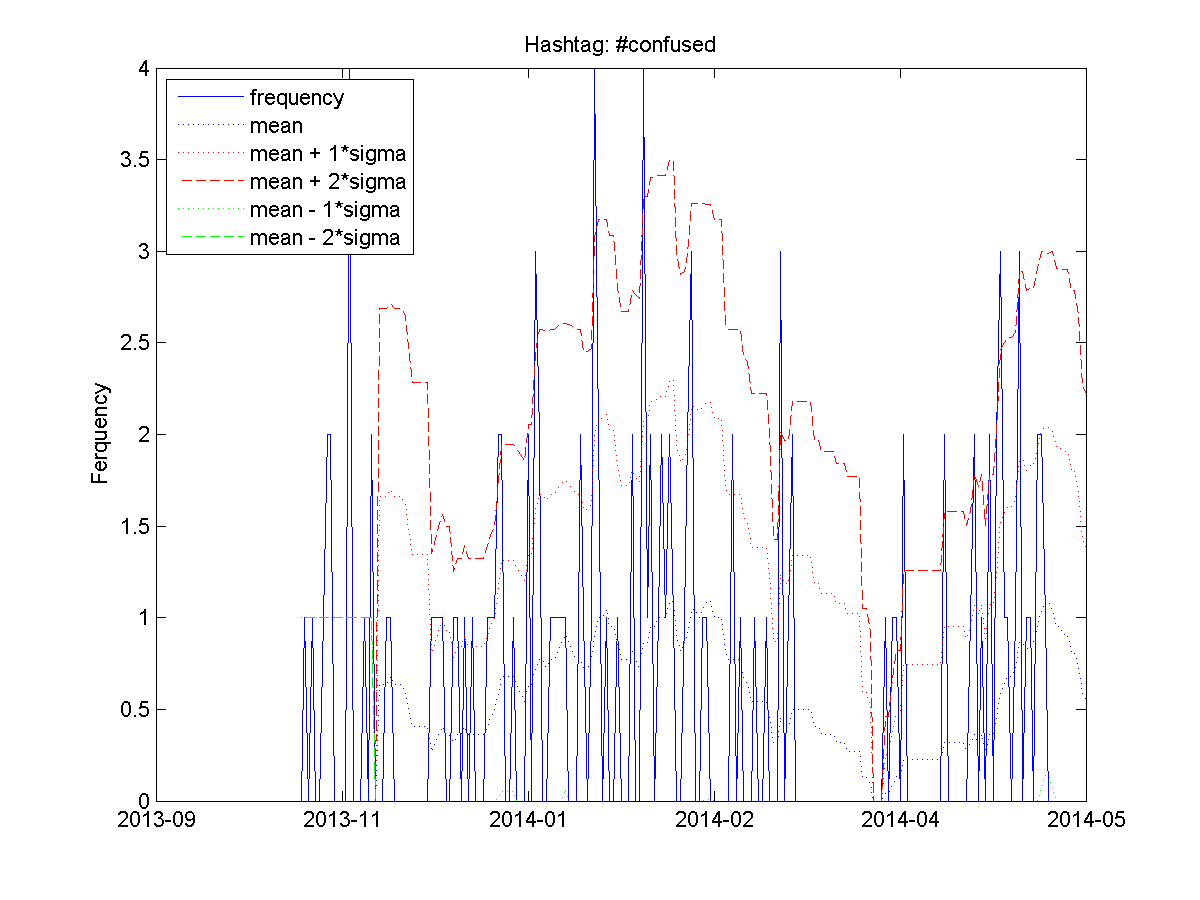 Hashtag: #confused
4
3.5
3
2.5
2
1.5
1
0.5
0
Ferquency
frequency
mean
mean + 1*sigma
mean + 2*sigma
mean - 1*sigma
mean - 2*sigma
2013-09 2013-11 2014-01 2014-02 2014-04 2014-05